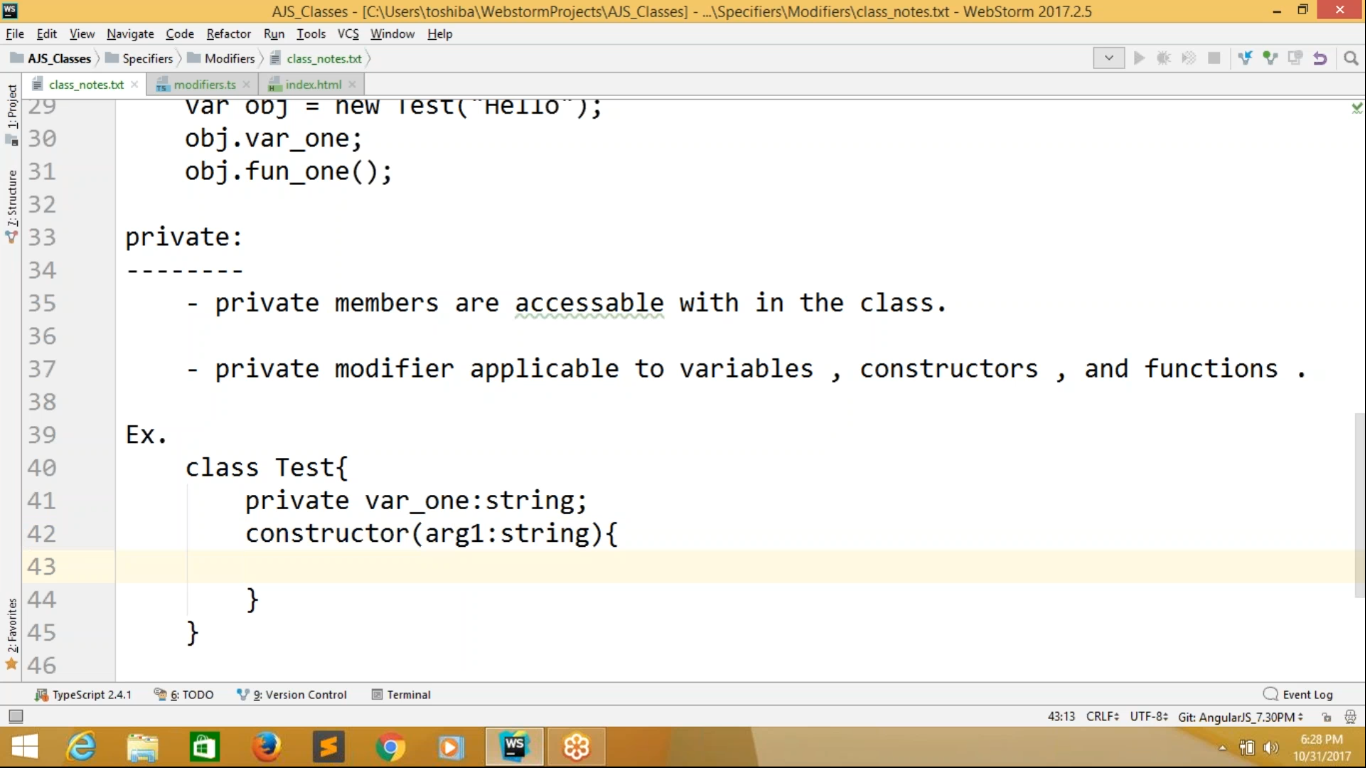 AJS_Classes - [C:\Users\toshiba\WebstormProjects\AJS_Classes] - ...\Specifiers\Modifiers\class_notes.txt - WebStorm 2017.2.5
File Edit View Navigate Code Refactor Run Tools VCS Window Help
AJS_Classes Specifiers Modifiers class_notes.txt
class_notes.txt modifiers.ts index.html
1: Project
7: Structure
2: Favorites
29 var obj = new Test("Hello");
30 obj.var_one;
31 obj.fun_one();
32
33 private:
34 --------
35 - private members are accessable with in the class.
36
37 - private modifier applicable to variables , constructors , and functions .
38
39 Ex.
40 class Test{
41 private var_one:string;
42 constructor(arg1:string){
43
44 }
45 }
46
TypeScript 2.4.1 6: TODO 9: Version Control Terminal Event Log
43:13 CRLF UTF-8 Git: AngularJS_7.30PM
6:28 PM
10/31/2017